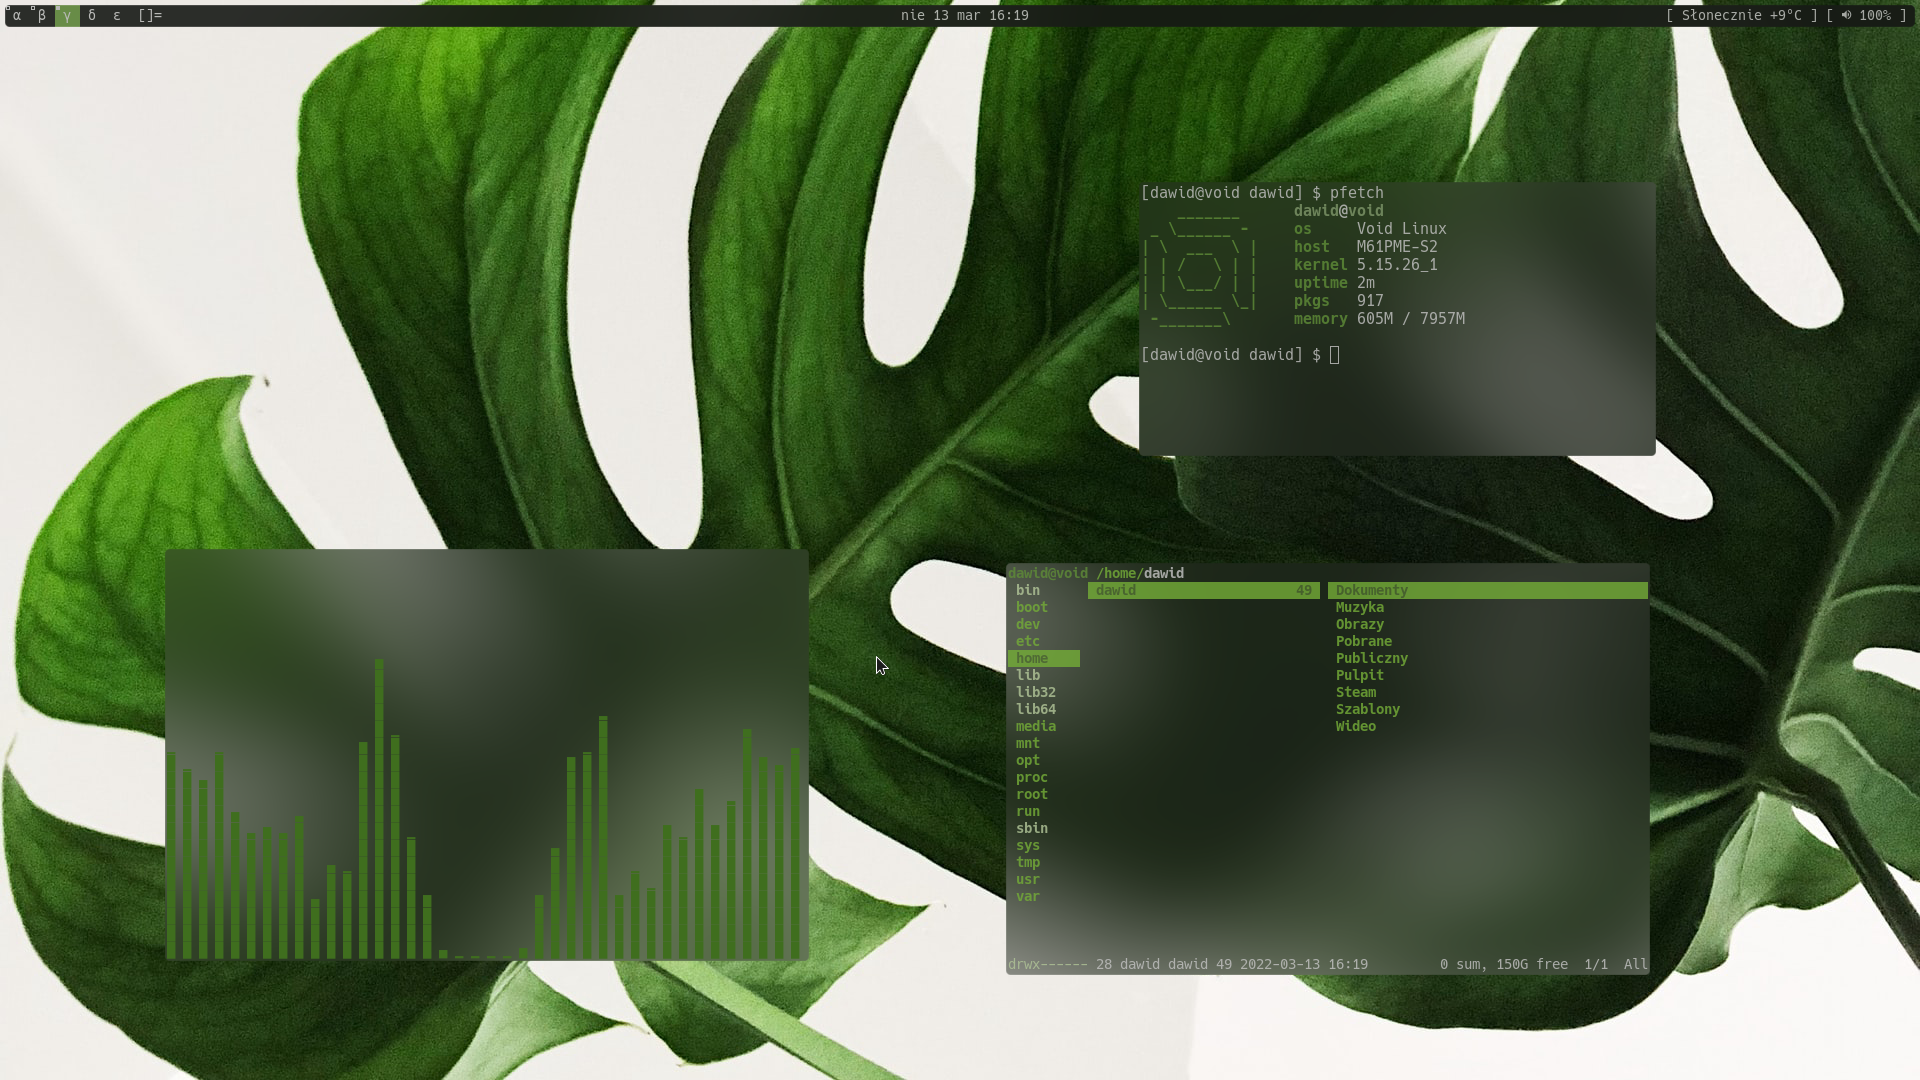 α β γ δ ε []= nie 13 mar 16:19 [ Słonecznie +9°C ] [ 100% ]
[dawid@void dawid] $ pfetch
dawid@void
os Void Linux
host M61PME-S2
kernel 5.15.26_1
uptime 2m
pkgs 917
memory 605M / 7957M
[dawid@void dawid] $
dawid@void /home/dawid
bin dawid 49 Dokumenty
boot Muzyka
dev Obrazy
etc Pobrane
home Publiczny
lib Pulpit
lib32 Steam
lib64 Szablony
media Wideo
mnt
opt
proc
root
run
sbin
sys
tmp
usr
var
drwx------ 28 dawid dawid 49 2022-03-13 16:19 0 sum, 150G free 1/1 All